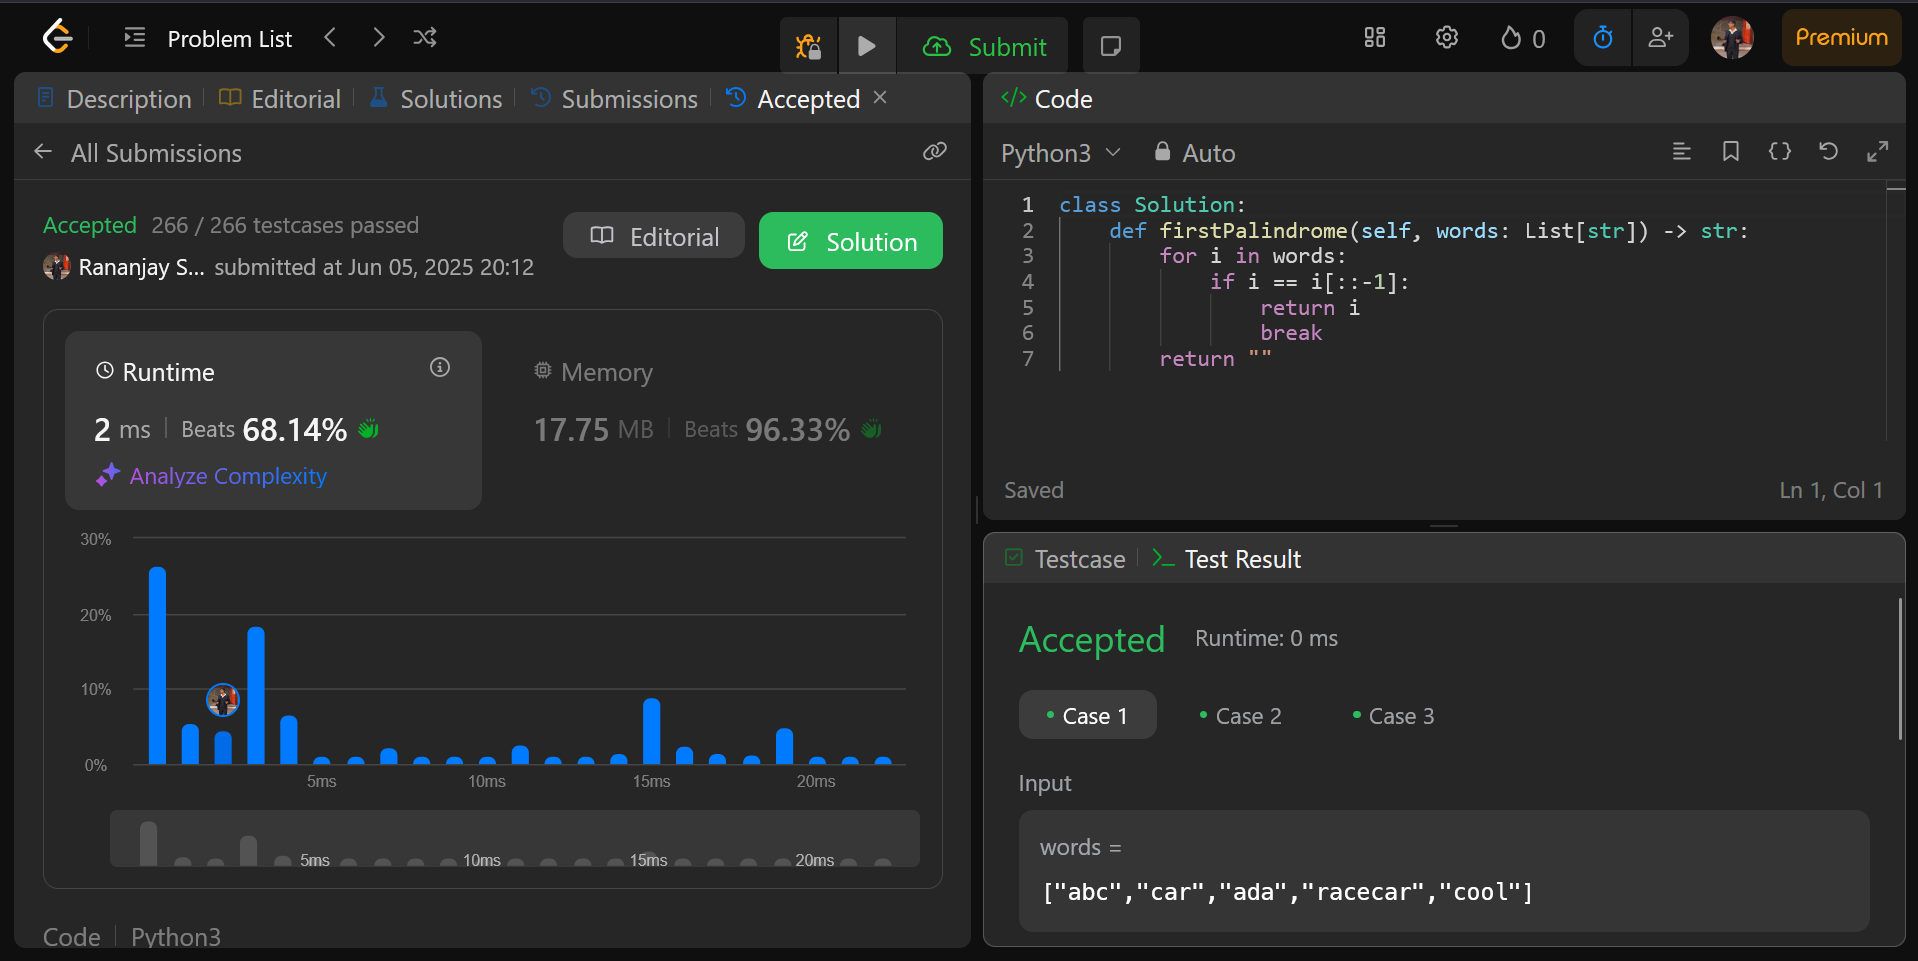 Problem List
Submit
0
Premium
Description
Editorial
Solutions
Submissions
Accepted
All Submissions
Accepted 266 / 266 testcases passed
Rananjay S... submitted at Jun 05, 2025 20:12
Editorial
Solution
Runtime
2 ms Beats 68.14%
Analyze Complexity
Memory
17.75 MB Beats 96.33%
30%
20%
10%
0%
5ms 10ms 15ms 20ms
5ms 10ms 15ms 20ms
Code Python3
</> Code
Python3 Auto
1 class Solution:
2     def firstPalindrome(self, words: List[str]) -> str:
3         for i in words:
4             if i == i[::-1]:
5                 return i
6                 break
7         return ""
Saved
Ln 1, Col 1
Testcase
Test Result
Accepted Runtime: 0 ms
Case 1
Case 2
Case 3
Input
words =
["abc","car","ada","racecar","cool"]